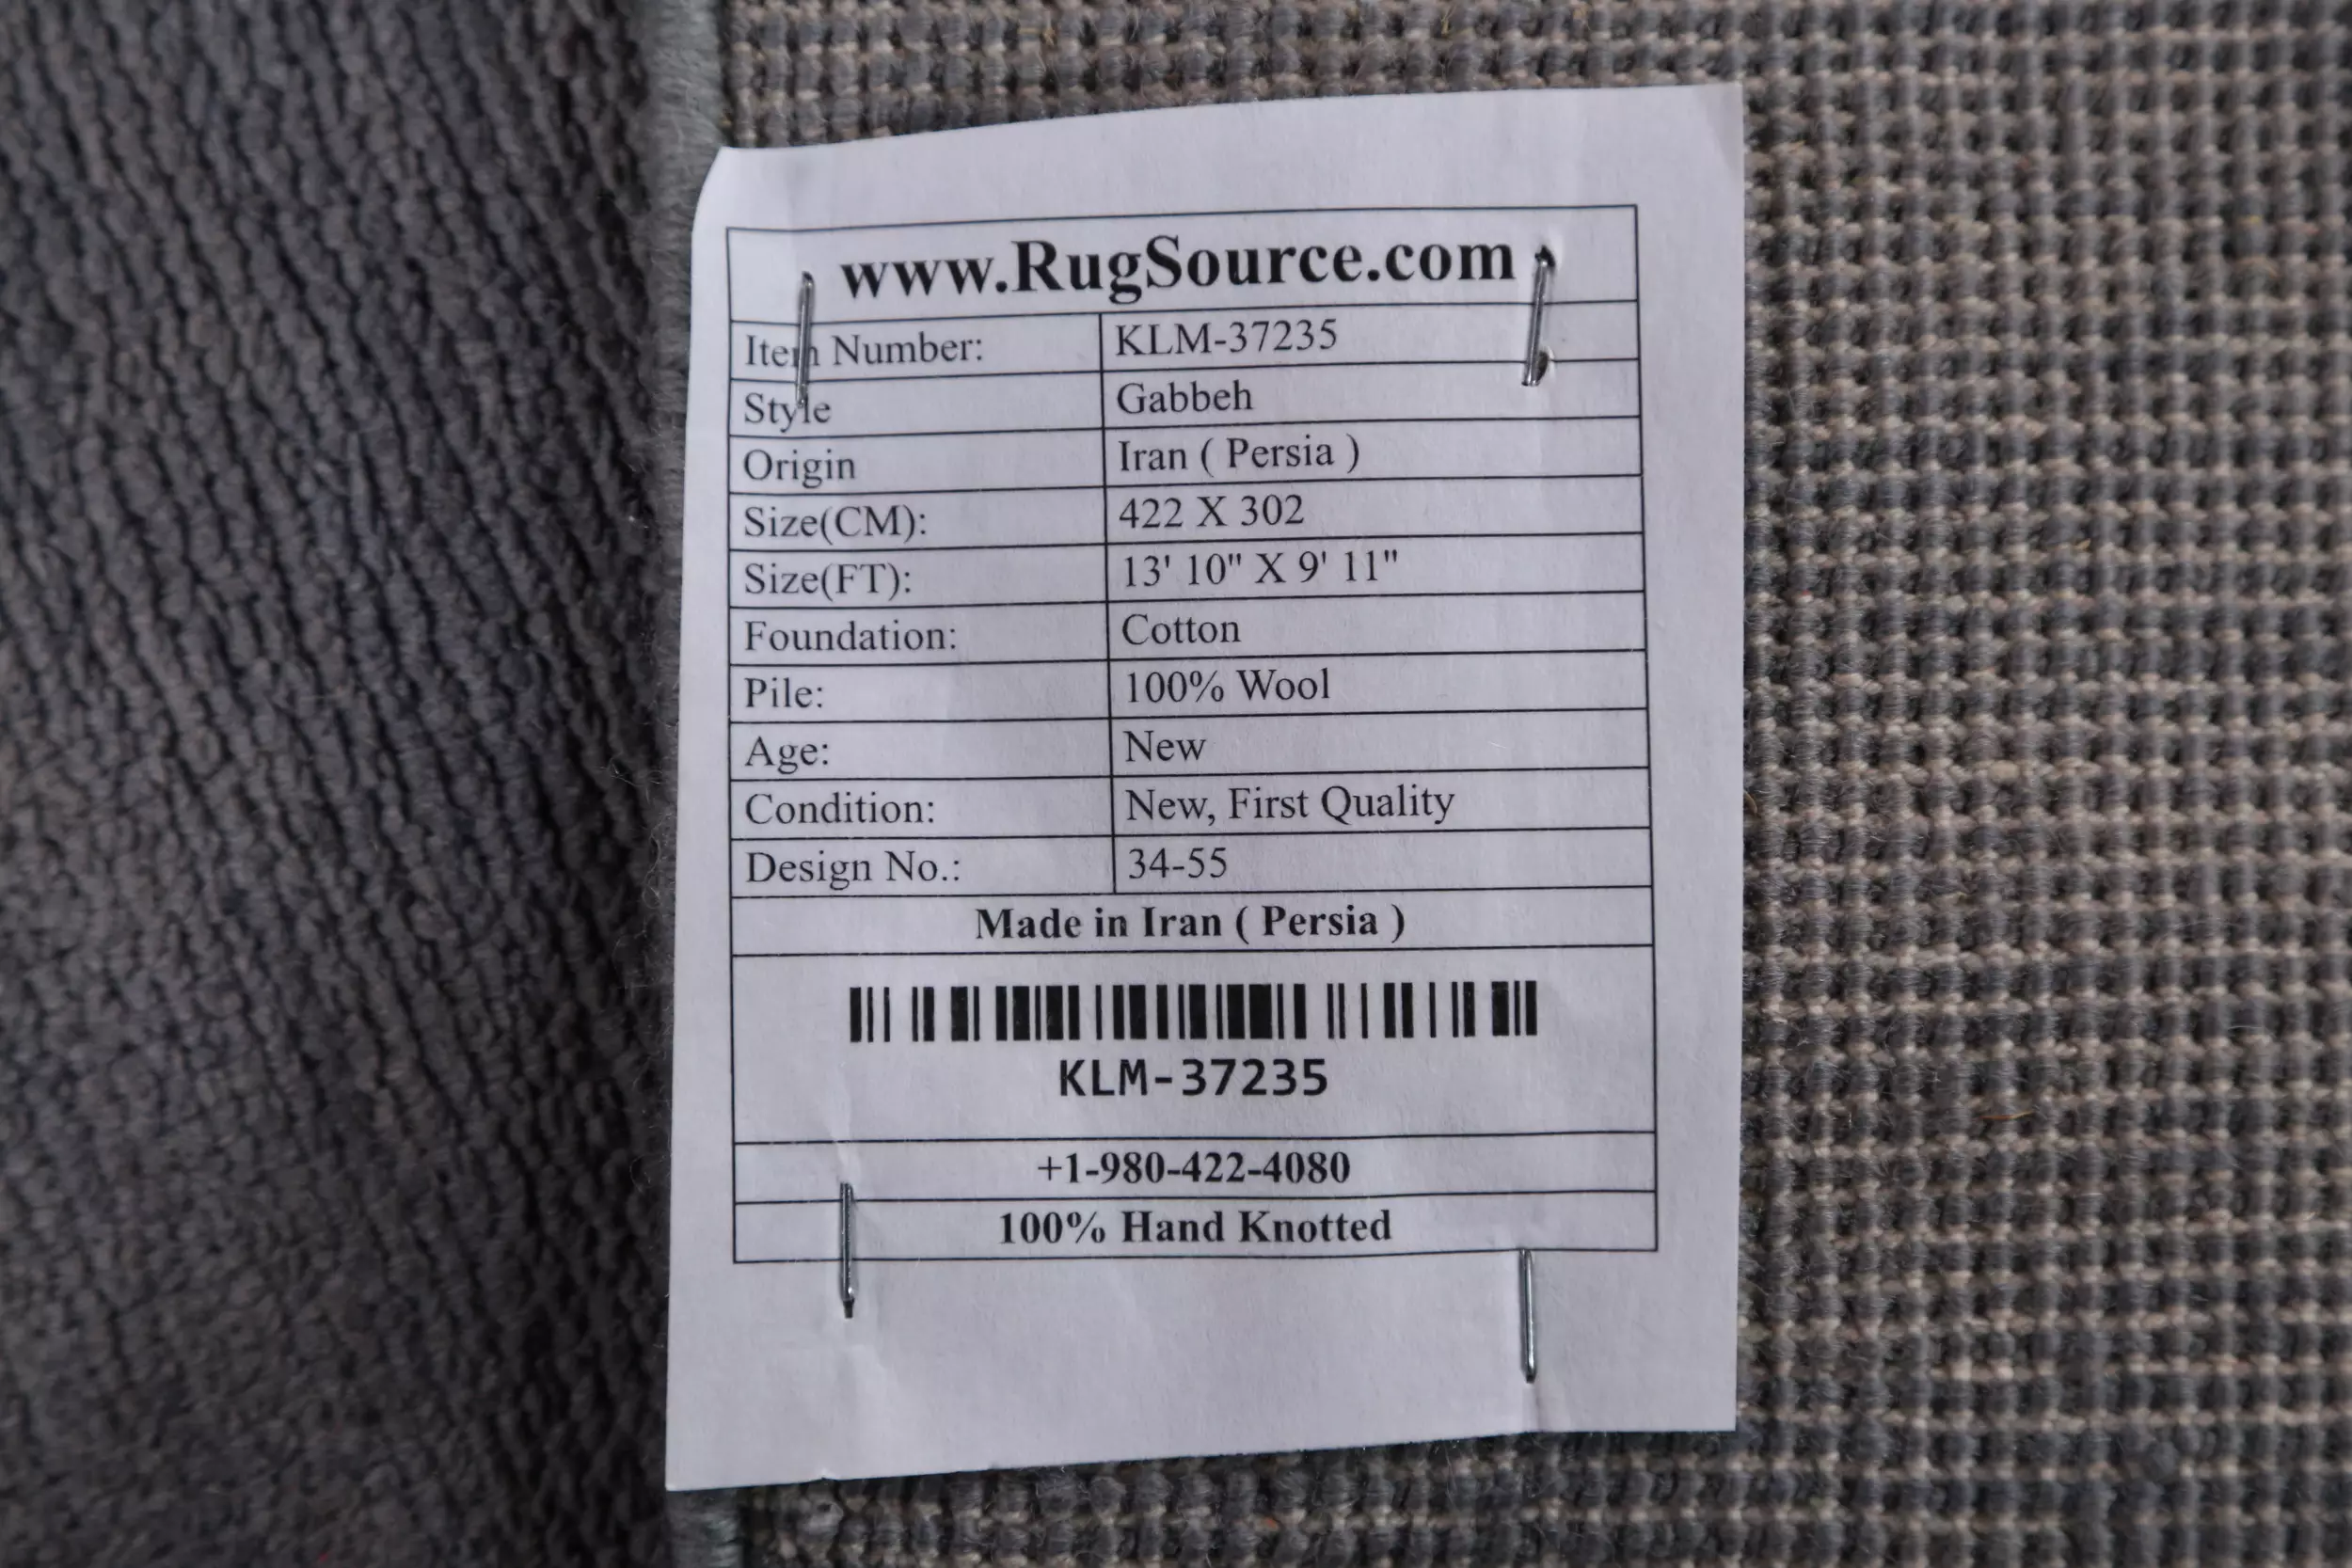 www.RugSource.com
Item Number: KLM-37235
Style Gabbeh
Origin Iran ( Persia )
Size(CM): 422 X 302
Size(FT): 13' 10" X 9' 11"
Foundation: Cotton
Pile: 100% Wool
Age: New
Condition: New, First Quality
Design No.: 34-55
Made in Iran ( Persia )
KLM-37235
+1-980-422-4080
100% Hand Knotted